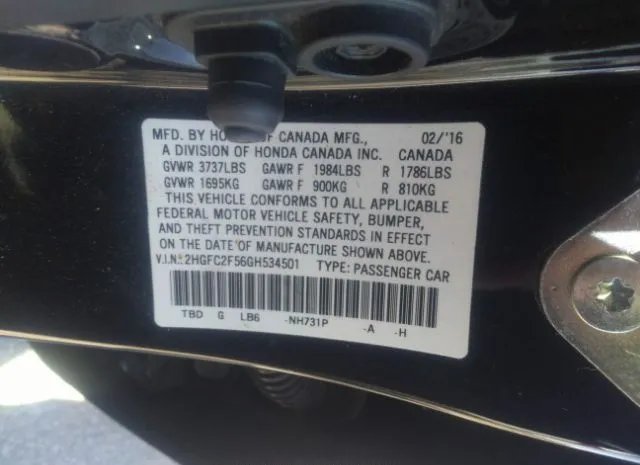 MFD. BY HO OF CANADA MFG., 02/'16
A DIVISION OF HONDA CANADA INC. CANADA
GVWR 3737LBS GAWR F 1984LBS R 1786LBS
GVWR 1695KG GAWR F 900KG R 810KG
THIS VEHICLE CONFORMS TO ALL APPLICABLE
FEDERAL MOTOR VEHICLE SAFETY, BUMPER,
AND THEFT PREVENTION STANDARDS IN EFFECT
ON THE DATE OF MANUFACTURE SHOWN ABOVE.
V.I.N.: 2HGFC2F56GH534501 TYPE: PASSENGER CAR
TBD G LB6 -NH731P -A -H